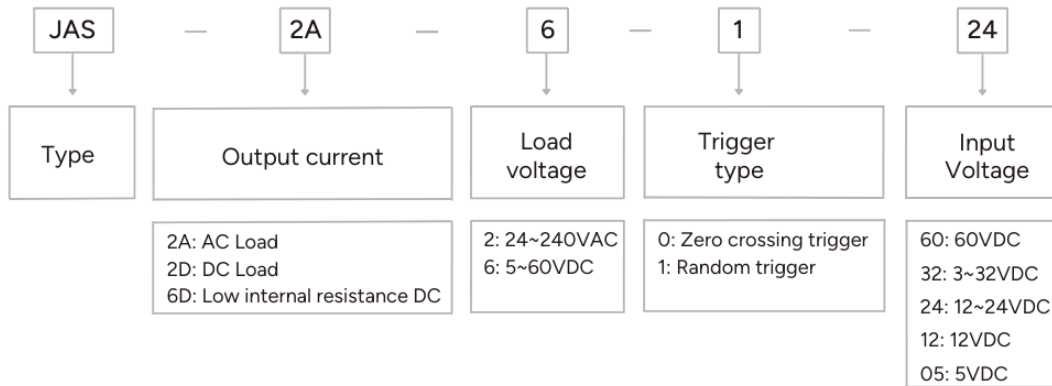 JAS — 2A — 6 — 1 — 24
Type
Output current
Load
voltage
Trigger
type
Input
Voltage
2A: AC Load
2D: DC Load
6D: Low internal resistance DC
2: 24~240VAC
6: 5~60VDC
0: Zero crossing trigger
1: Random trigger
60: 60VDC
32: 3~32VDC
24: 12~24VDC
12: 12VDC
05: 5VDC